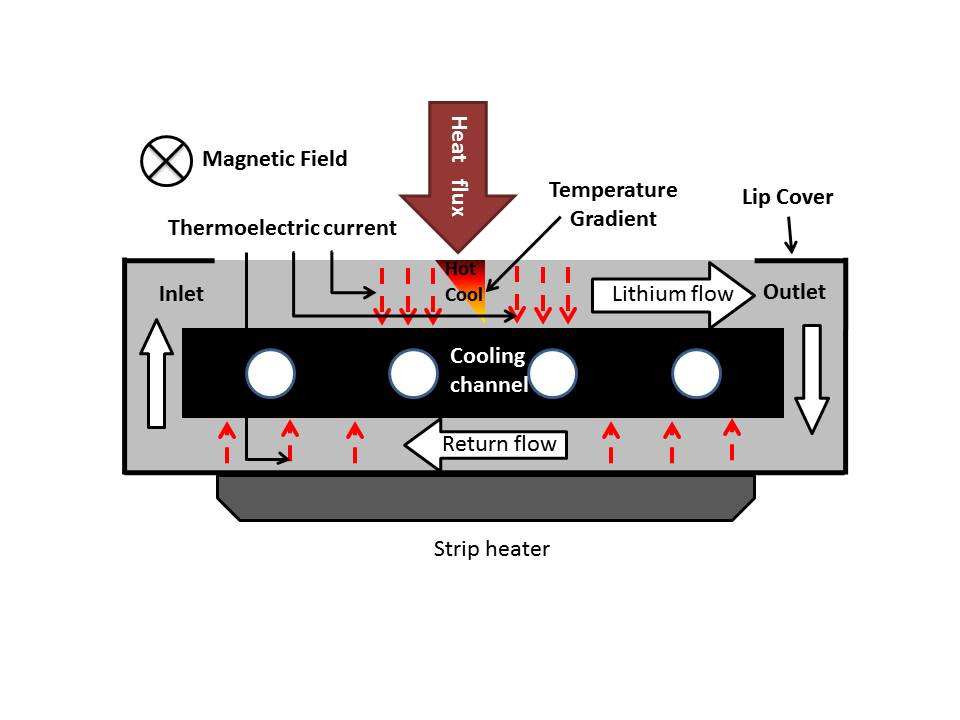 Heat flux
Magnetic Field
Temperature
Gradient
Lip Cover
Thermoelectric current
Hot
Cool
Inlet
Lithium flow
Outlet
Cooling
channel
Return flow
Strip heater